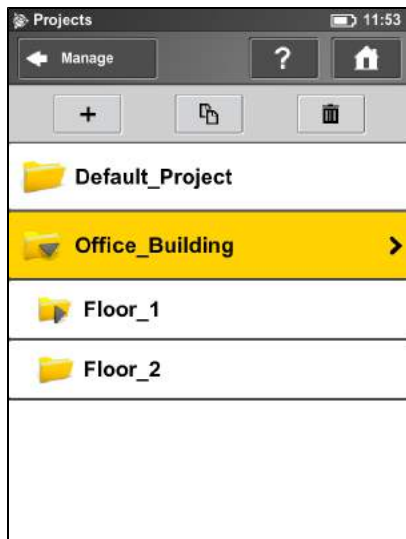 Projects 11:53
Manage ?
+
Default_Project
Office_Building
Floor_1
Floor_2